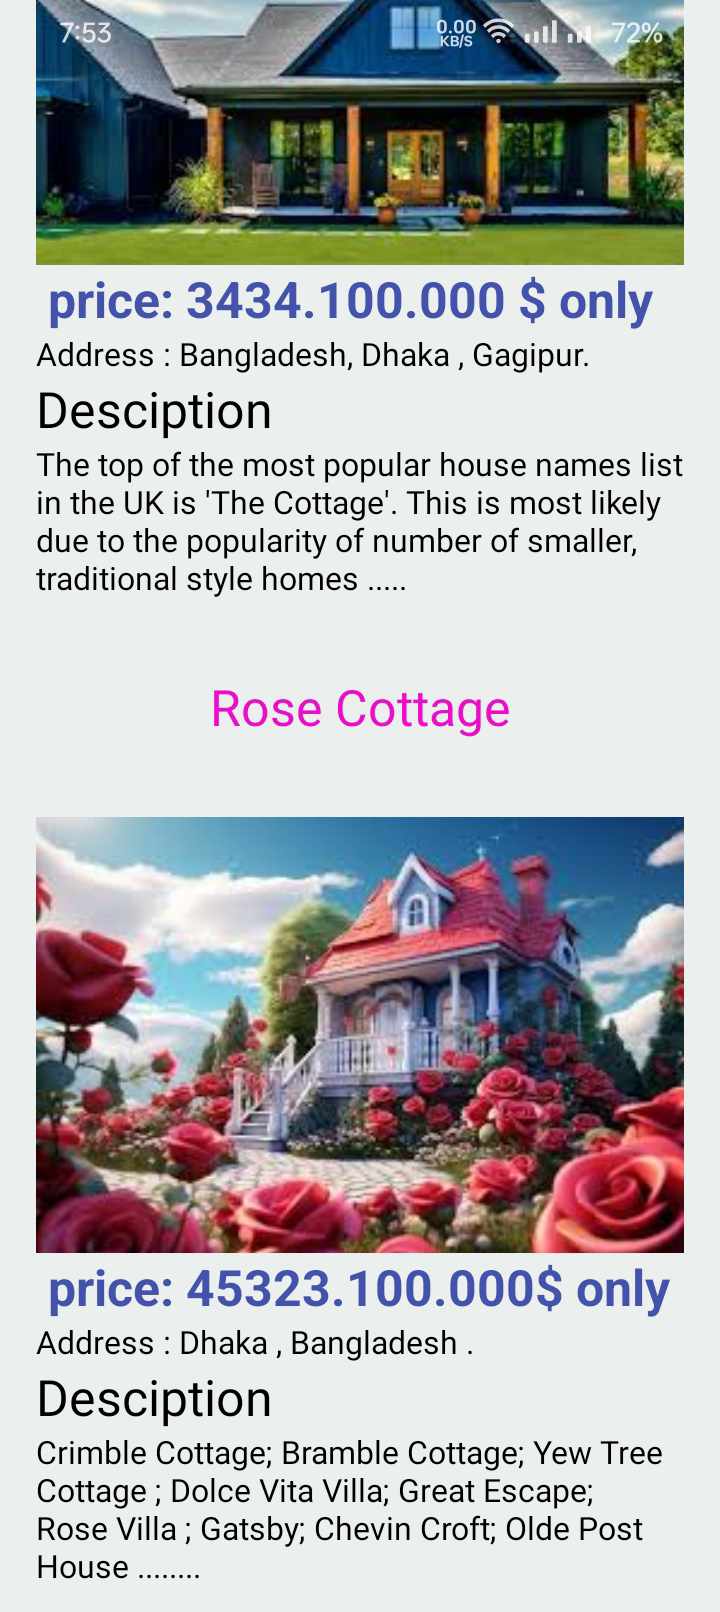 7:53 0.00 KB/S 72%
price: 3434.100.000 $ only
Address : Bangladesh, Dhaka , Gagipur.
Desciption
The top of the most popular house names list
in the UK is 'The Cottage'. This is most likely
due to the popularity of number of smaller,
traditional style homes .....
Rose Cottage
price: 45323.100.000$ only
Address : Dhaka , Bangladesh .
Desciption
Crimble Cottage; Bramble Cottage; Yew Tree
Cottage ; Dolce Vita Villa; Great Escape;
Rose Villa ; Gatsby; Chevin Croft; Olde Post
House ........